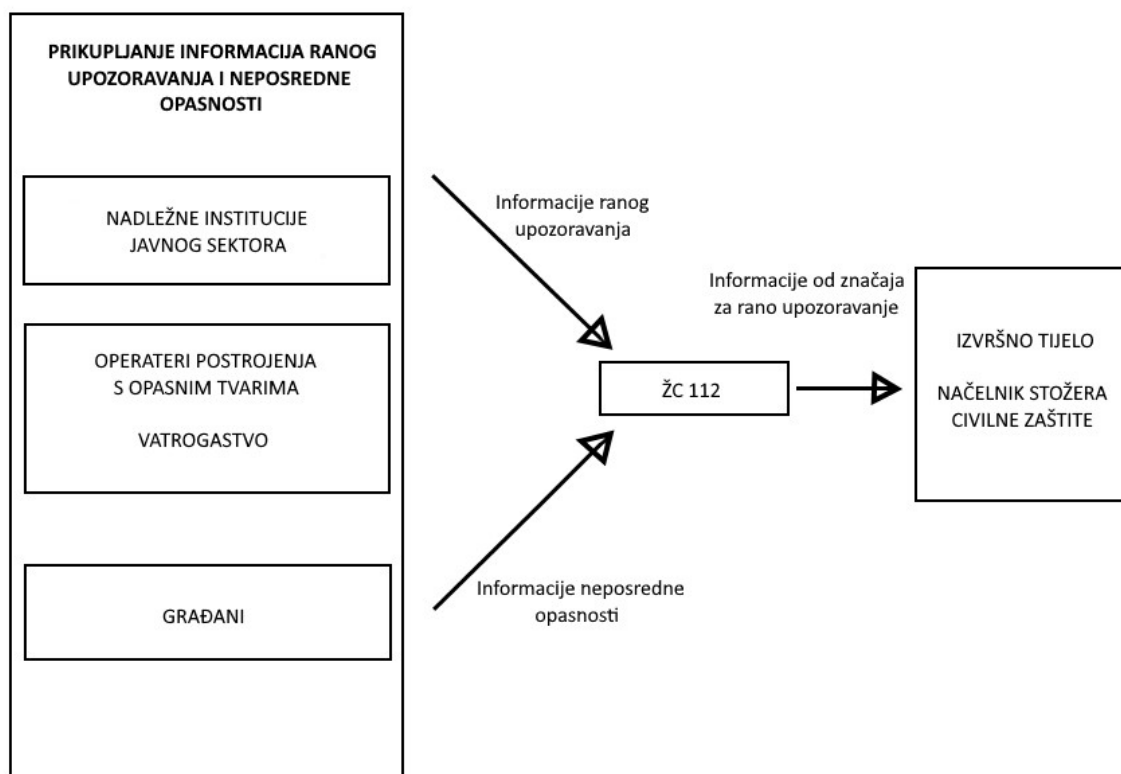 PRIKUPLJANJE INFORMACIJA RANOG
UPOZORAVANJA I NEPOSREDNE
OPASNOSTI
NADLEŽNE INSTITUCIJE
JAVNOG SEKTORA
OPERATERI POSTROJENJA
S OPASNIM TVARIMA
VATROGASTVO
GRAĐANI
Informacije ranog
upozoravanja
Informacije neposredne
opasnosti
ŽC 112
Informacije od značaja
za rano upozoravanje
IZVRŠNO TIJELO
NAČELNIK STOŽERA
CIVILNE ZAŠTITE